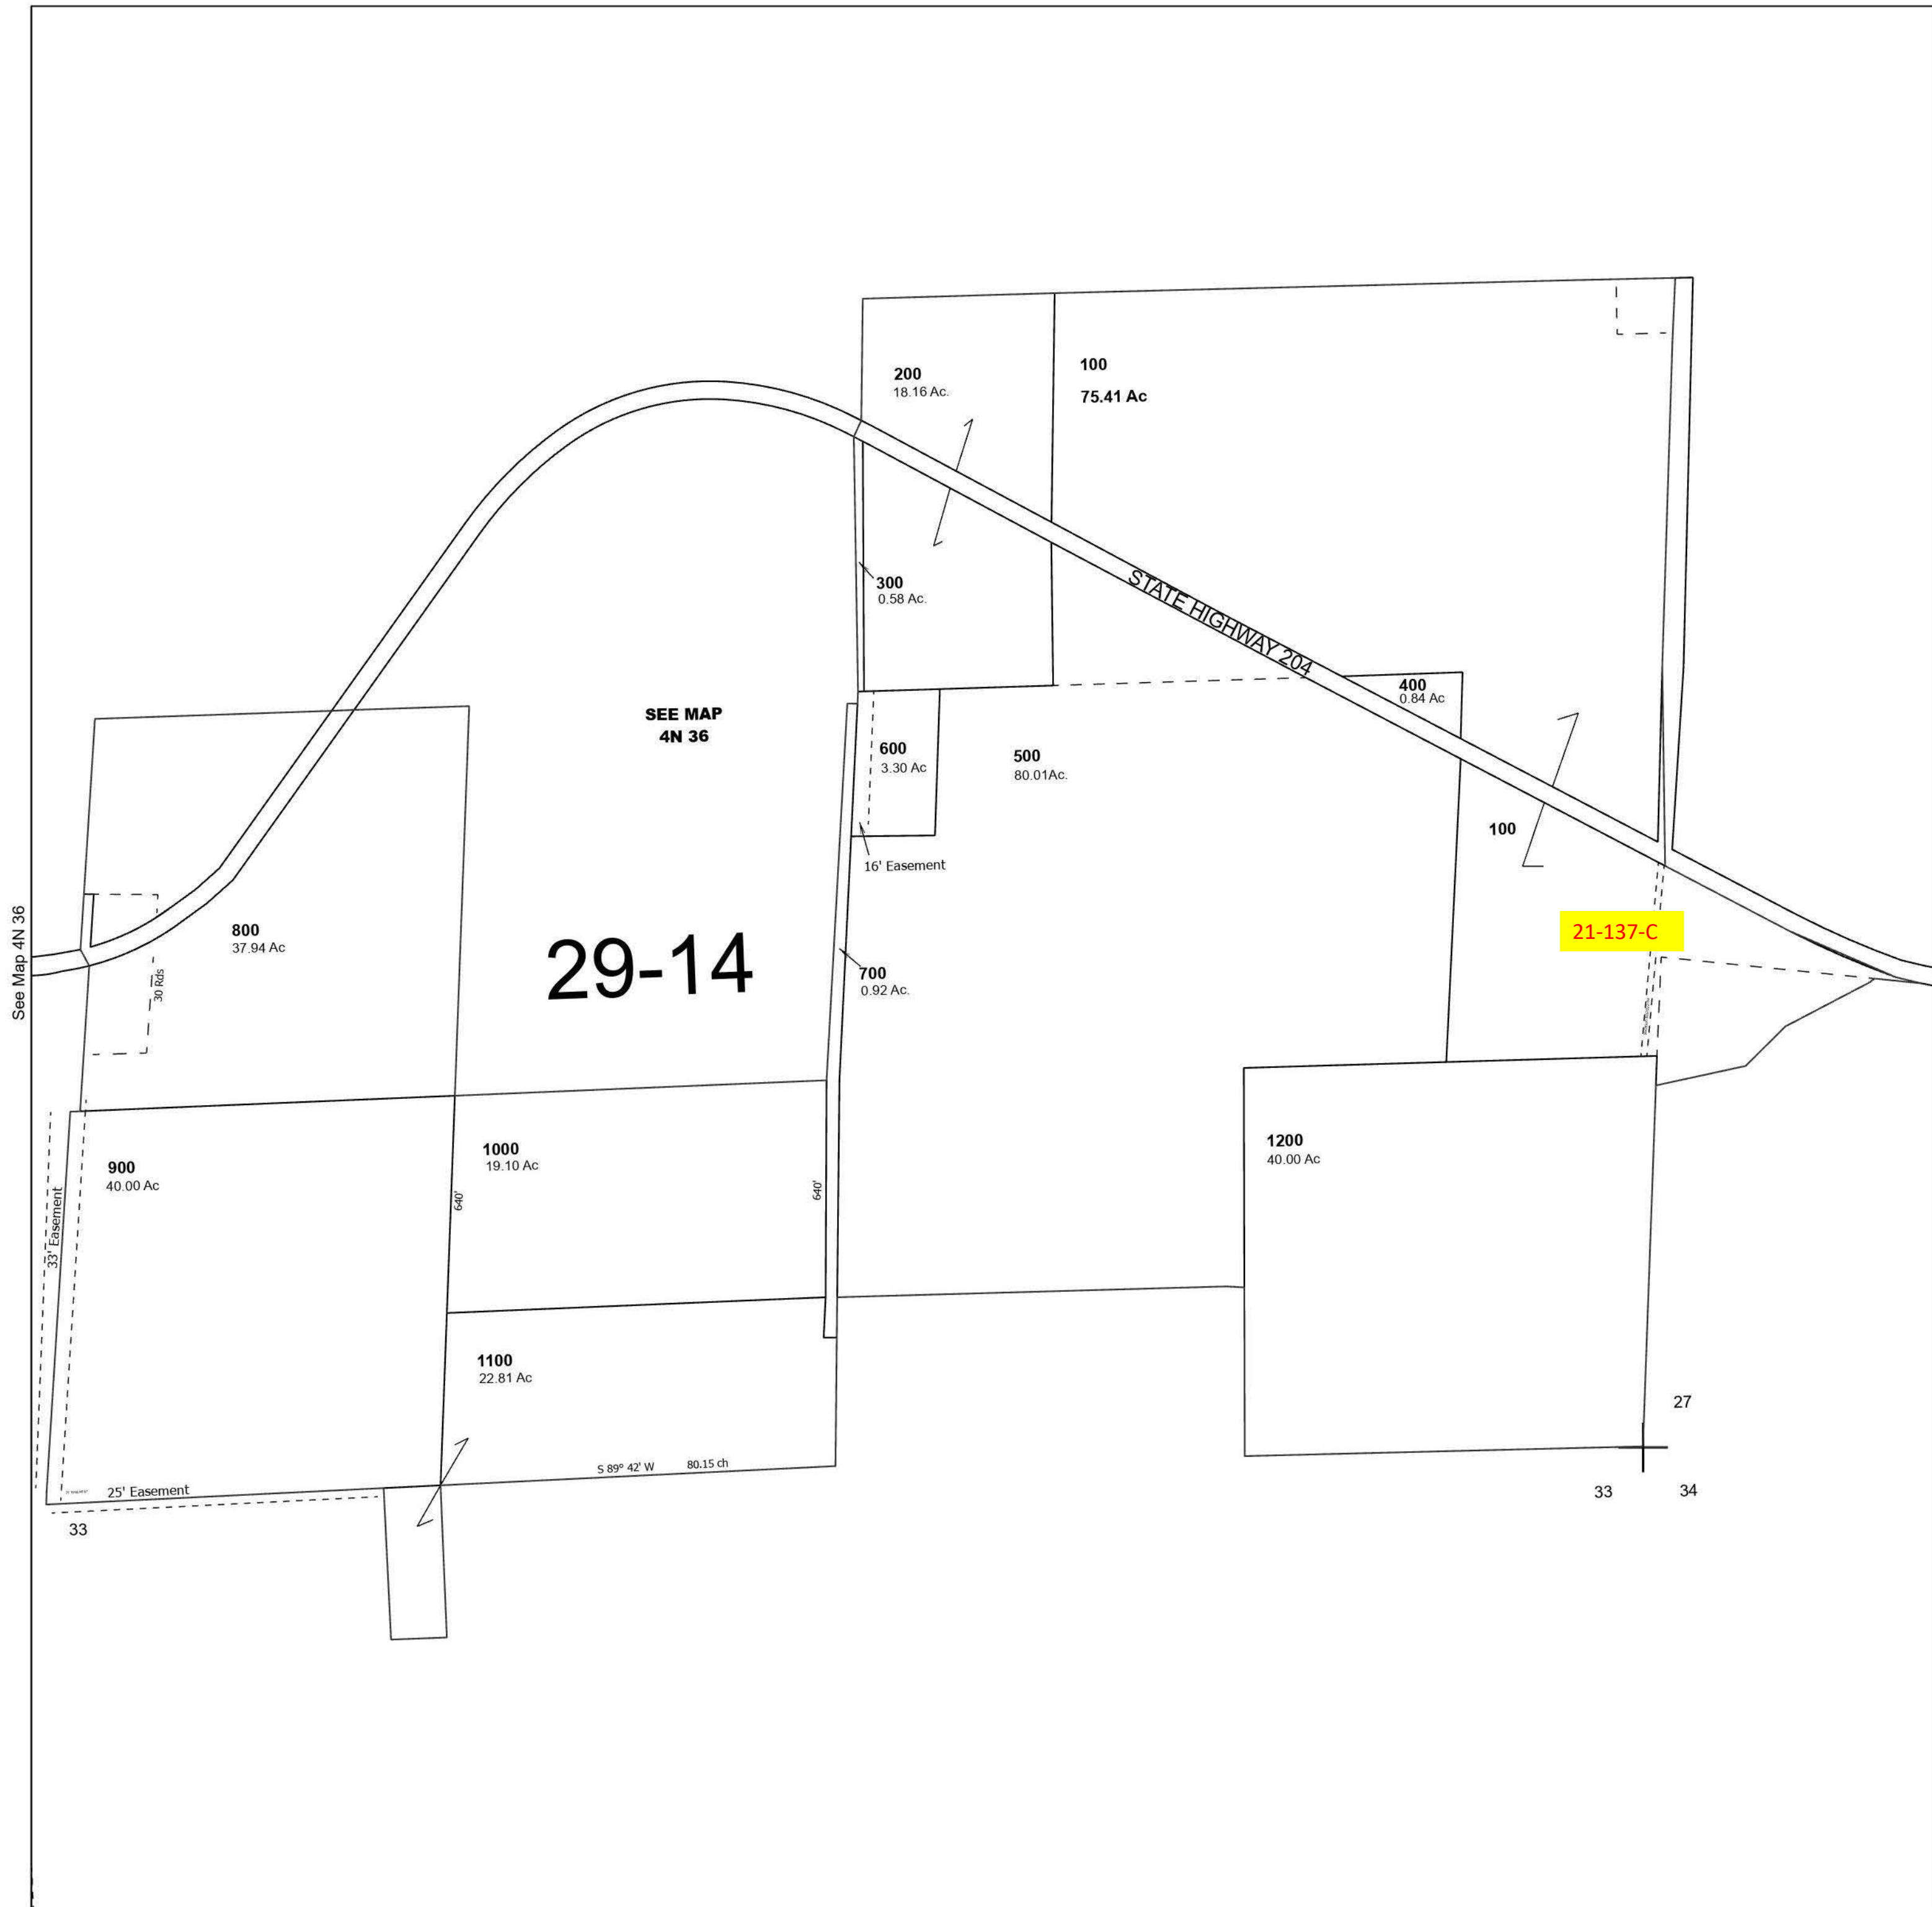 200
18.16 Ac.
100
75.41 Ac
300
0.58 Ac.
STATE HIGHWAY 204
400
0.84 Ac
SEE MAP
4N 36
600
3.30 Ac
500
80.01Ac.
100
16' Easement
See Map 4N 36
800
37.94 Ac
21-137-C
29-14
30 Rds
700
0.92 Ac.
900
40.00 Ac
33' Easement
1000
19.10 Ac
640'
640'
1200
40.00 Ac
1100
22.81 Ac
27
S 89° 42' W 80.15 ch
25' Easement
33
33
34